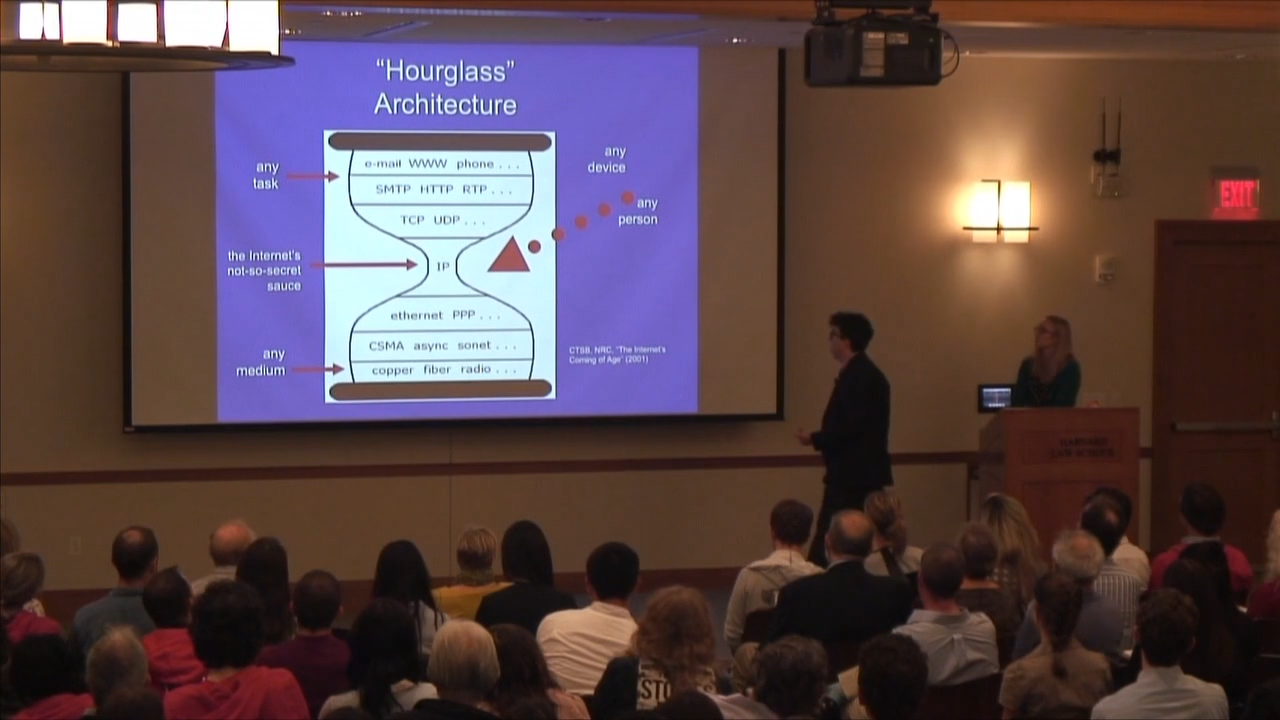 “Hourglass”
Architecture
any
task
e-mail WWW phone . . .
SMTP HTTP RTP . . .
TCP UDP . . .
any
device
any
person
the Internet's
not-so-secret
sauce
IP
ethernet PPP . . .
CSMA async sonet . . .
copper fiber radio . . .
any
medium
CTSB, NRC, “The Internet's
Coming of Age” (2001)
EXIT
HARVARD
LAW SCHOOL
STO